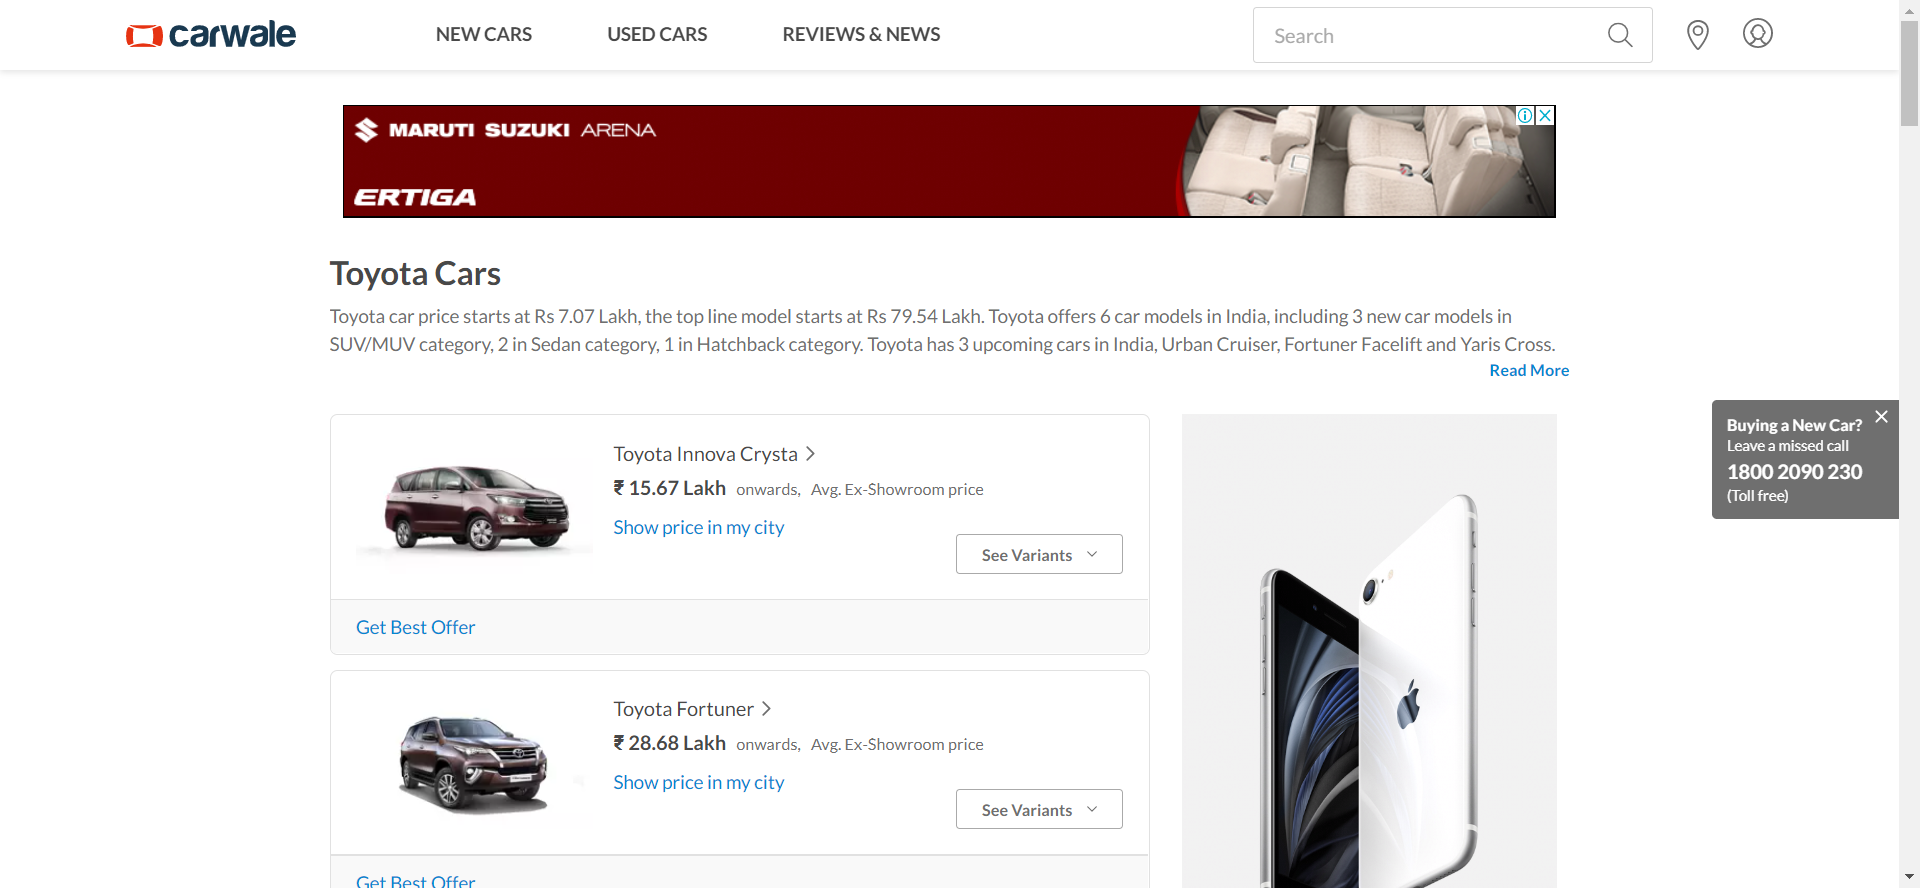 carwale
NEW CARS
USED CARS
REVIEWS & NEWS
Search
MARUTI SUZUKI ARENA
ERTIGA
Toyota Cars
Toyota car price starts at Rs 7.07 Lakh, the top line model starts at Rs 79.54 Lakh. Toyota offers 6 car models in India, including 3 new car models in
SUV/MUV category, 2 in Sedan category, 1 in Hatchback category. Toyota has 3 upcoming cars in India, Urban Cruiser, Fortuner Facelift and Yaris Cross.
Read More
Toyota Innova Crysta
₹ 15.67 Lakh onwards, Avg. Ex-Showroom price
Show price in my city
See Variants
Get Best Offer
Toyota Fortuner
₹ 28.68 Lakh onwards, Avg. Ex-Showroom price
Show price in my city
See Variants
Get Best Offer
Buying a New Car?
Leave a missed call
1800 2090 230
(Toll free)